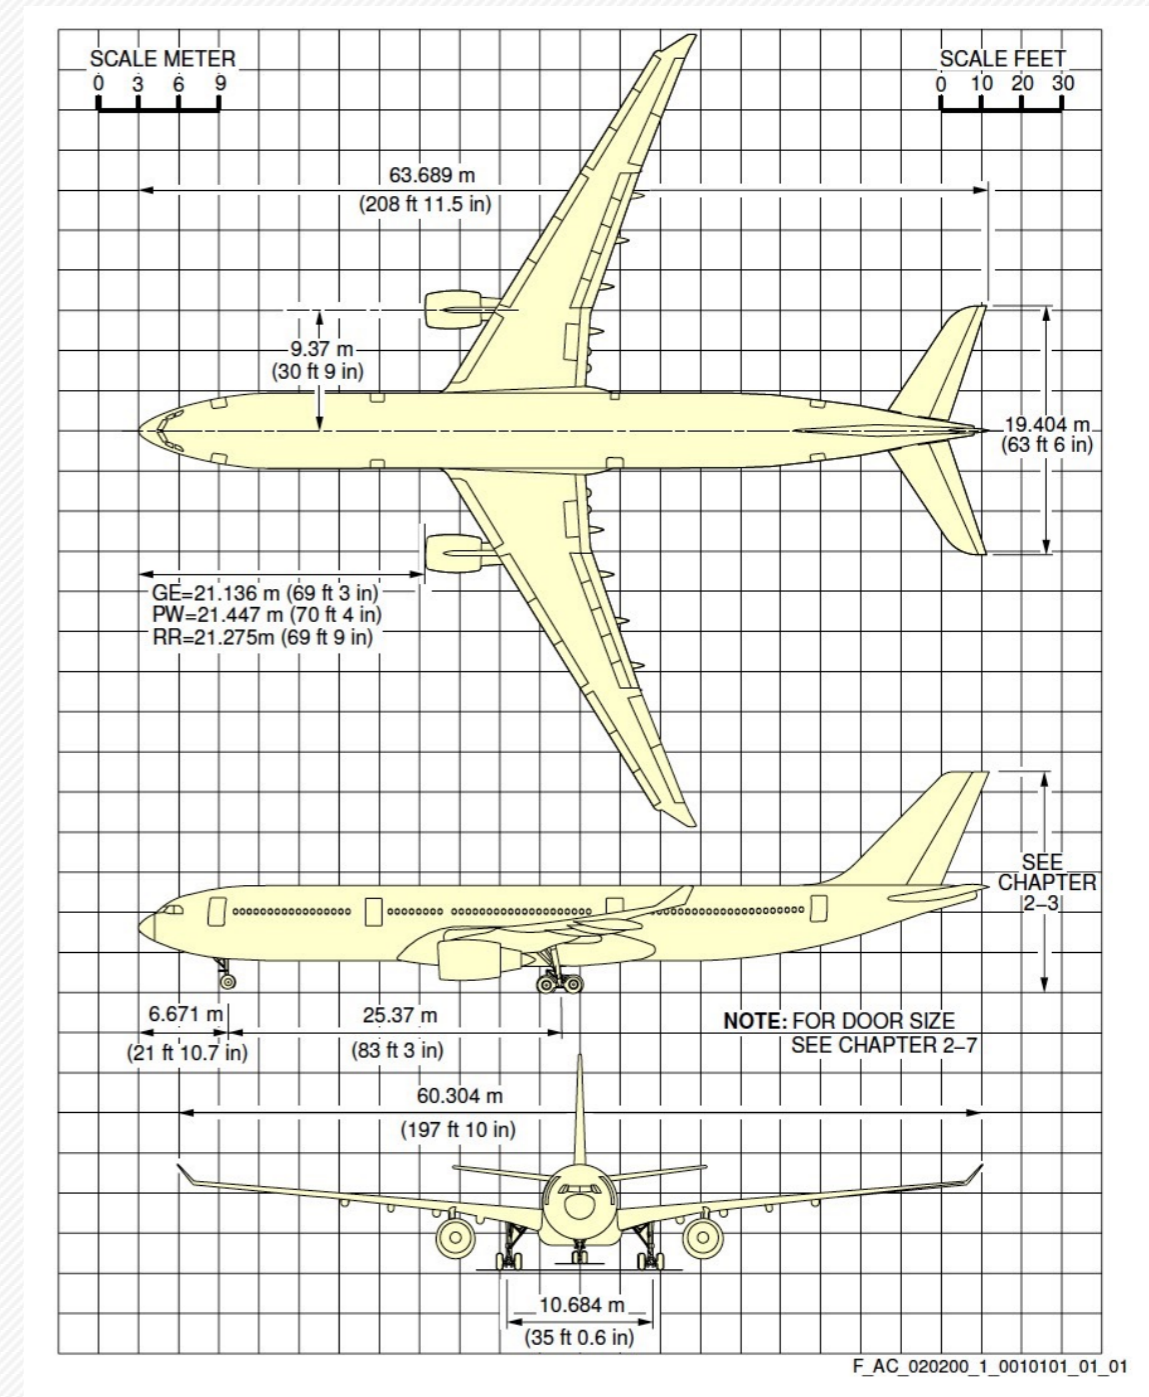 SCALE METER
0 3 6 9
SCALE FEET
0 10 20 30
63.689 m
(208 ft 11.5 in)
9.37 m
(30 ft 9 in)
19.404 m
(63 ft 6 in)
GE=21.136 m (69 ft 3 in)
PW=21.447 m (70 ft 4 in)
RR=21.275m (69 ft 9 in)
SEE
CHAPTER
2–3
6.671 m
(21 ft 10.7 in)
25.37 m
(83 ft 3 in)
NOTE: FOR DOOR SIZE
SEE CHAPTER 2–7
60.304 m
(197 ft 10 in)
10.684 m
(35 ft 0.6 in)
F_AC_020200_1_0010101_01_01